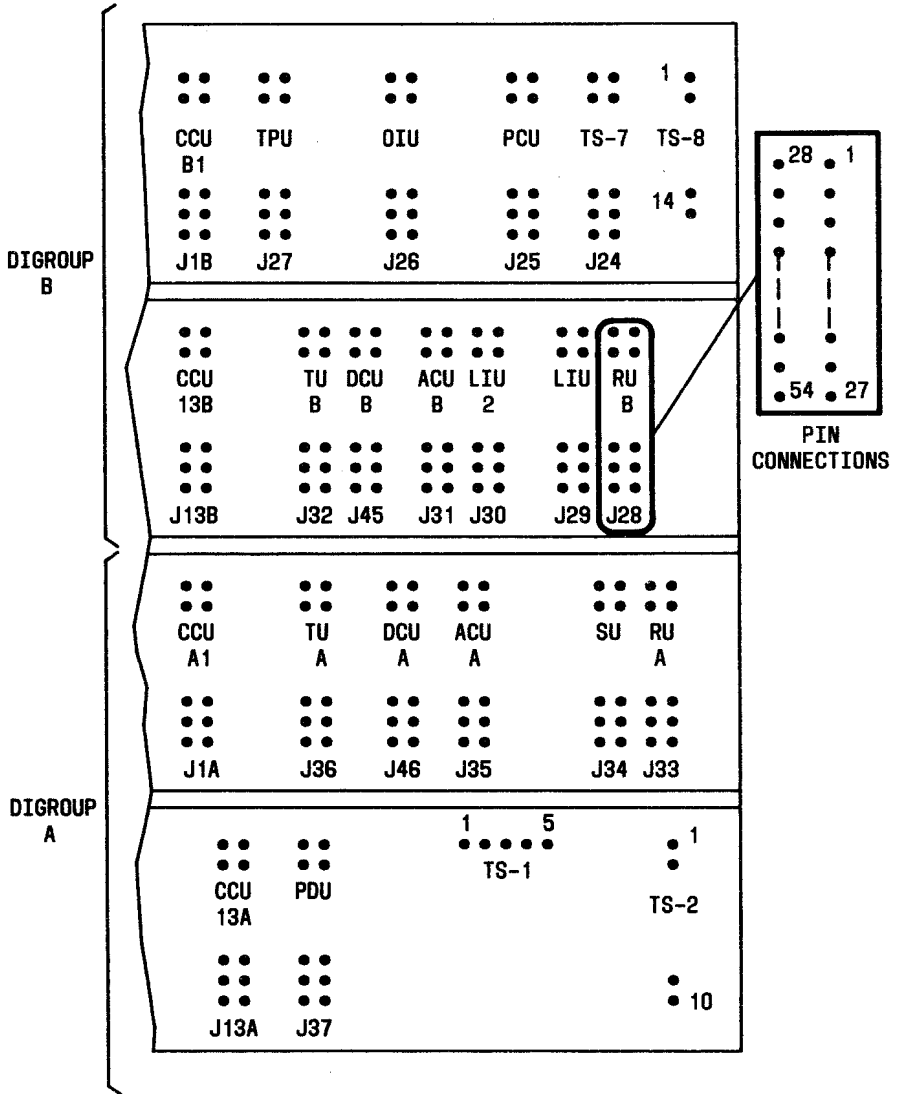 1
CCU TPU OIU PCU TS-7 TS-8
B1
14
J1B J27 J26 J25 J24
DIGROUP
B
28 1
54 27
PIN
CONNECTIONS
CCU TU DCU ACU LIU LIU RU
13B B B B 2 B
J13B J32 J45 J31 J30 J29 J28
CCU TU DCU ACU SU RU
A1 A A A A
J1A J36 J46 J35 J34 J33
DIGROUP
A
1 5 1
TS-1
CCU PDU TS-2
13A
10
J13A J37